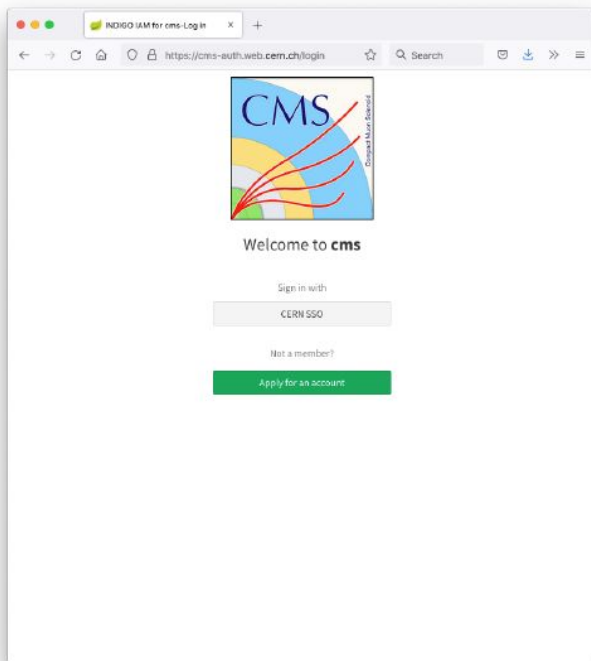 INDIGO IAM for cms - Log in
https://cms-auth.web.cern.ch/login
Search
CMS
Compact Muon Solenoid
Welcome to cms
Sign in with
CERN SSO
Not a member?
Apply for an account